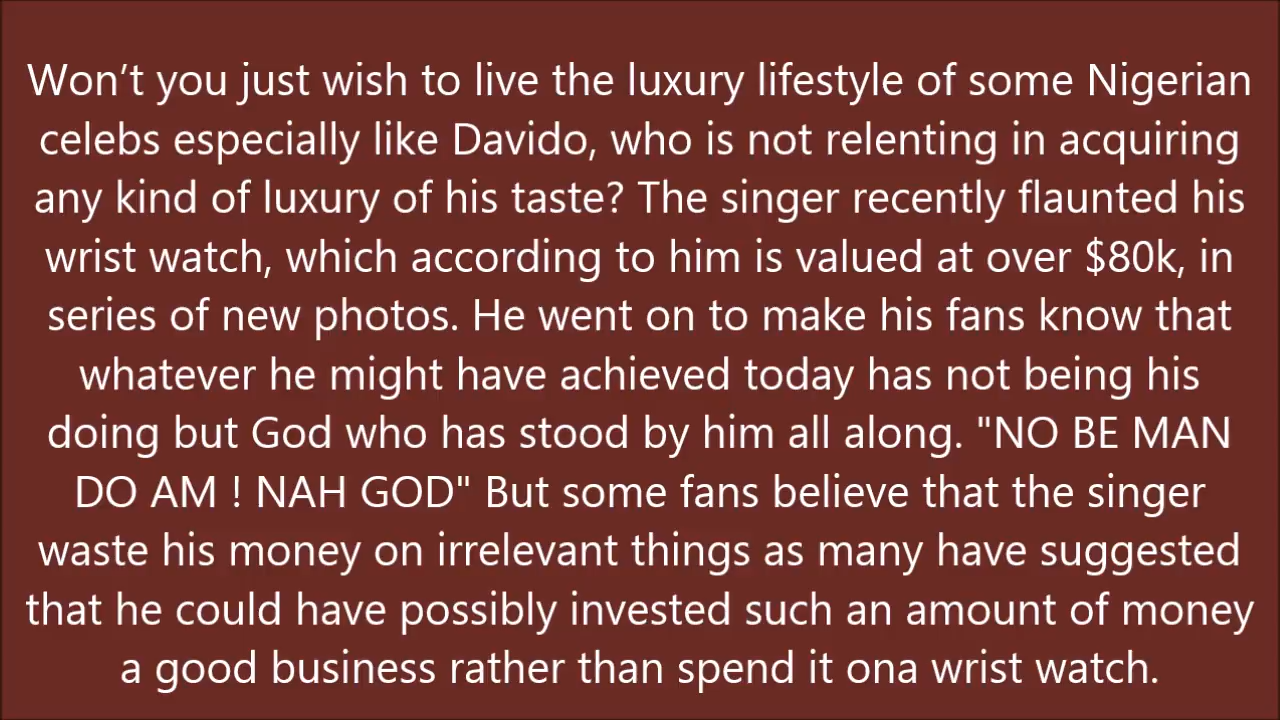 Won’t you just wish to live the luxury lifestyle of some Nigerian
celebs especially like Davido, who is not relenting in acquiring
any kind of luxury of his taste? The singer recently flaunted his
wrist watch, which according to him is valued at over $80k, in
series of new photos. He went on to make his fans know that
whatever he might have achieved today has not being his
doing but God who has stood by him all along. "NO BE MAN
DO AM ! NAH GOD" But some fans believe that the singer
waste his money on irrelevant things as many have suggested
that he could have possibly invested such an amount of money
a good business rather than spend it ona wrist watch.